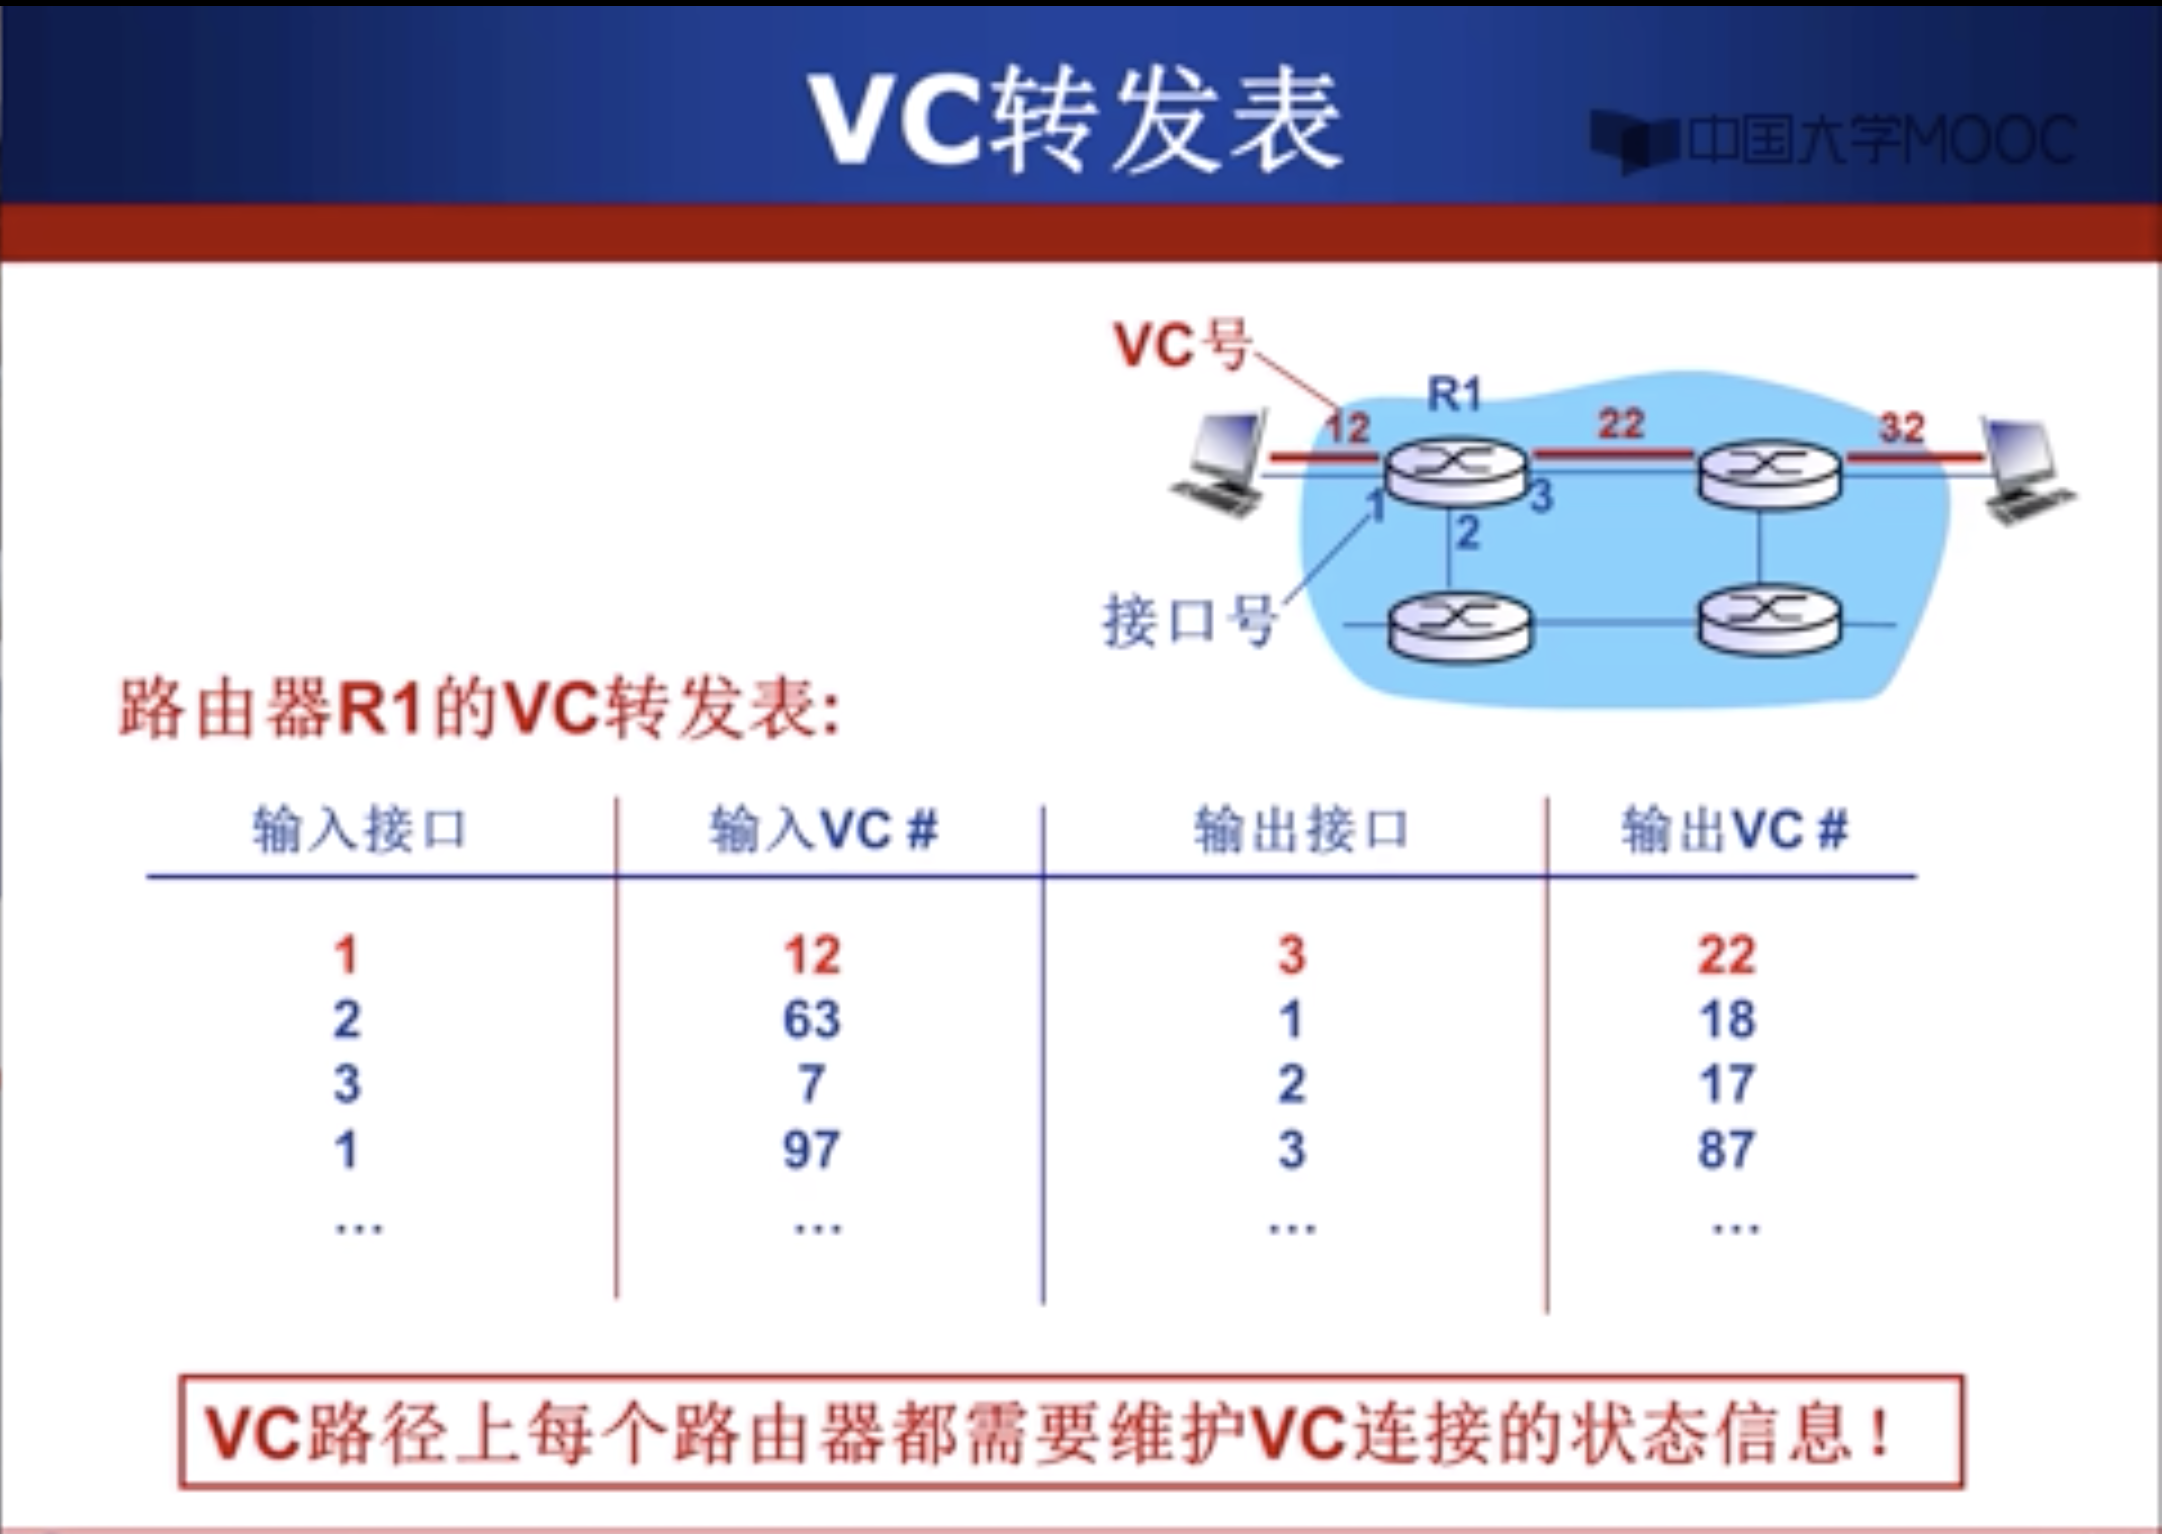 VC转发表
中国大学MOOC
VC号
R1
12
22
32
1
3
2
接口号
路由器R1的VC转发表:
输入接口 输入VC # 输出接口 输出VC #
1 12 3 22
2 63 1 18
3 7 2 17
1 97 3 87
... ... ... ...
VC路径上每个路由器都需要维护VC连接的状态信息！